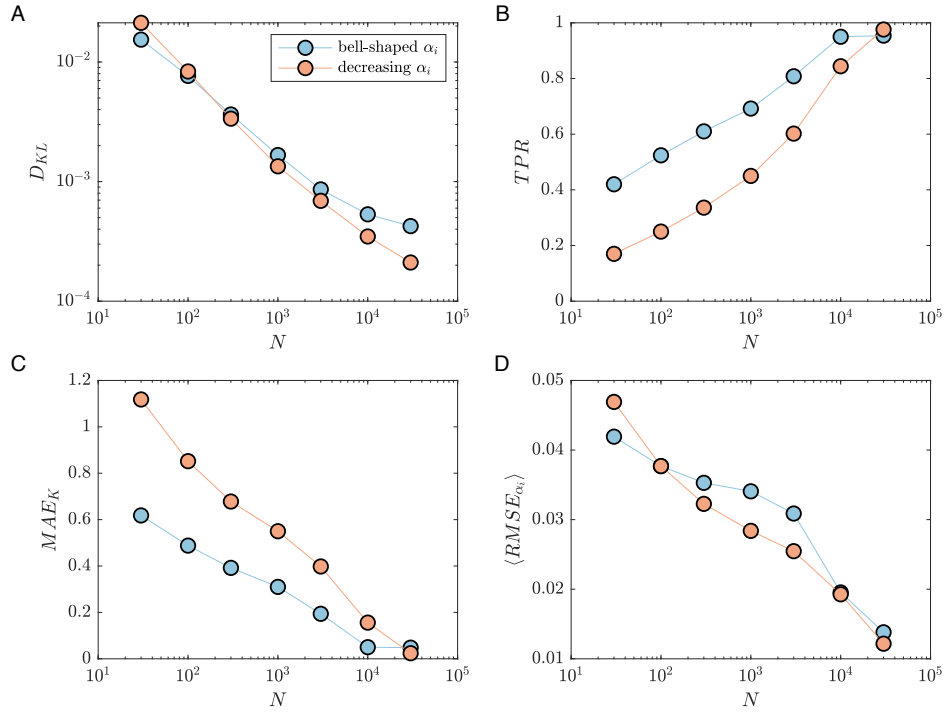 A
B
10^{-2}
10^{-3}
10^{-4}
D_{KL}
bell-shaped α_i
decreasing α_i
10^1 10^2 10^3 10^4 10^5
N
1
0.8
0.6
0.4
0.2
0
TPR
10^1 10^2 10^3 10^4 10^5
N
C
D
1.2
1
0.8
0.6
0.4
0.2
0
MAE_K
10^1 10^2 10^3 10^4 10^5
N
0.05
0.04
0.03
0.02
0.01
⟨RMSE_{α_i}⟩
10^1 10^2 10^3 10^4 10^5
N